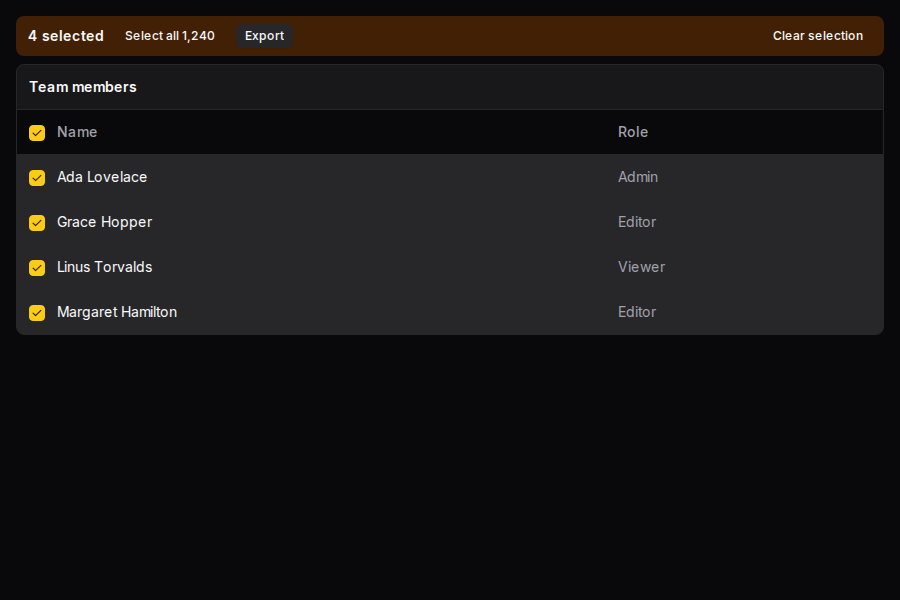 4 selected Select all 1,240 Export Clear selection
Team members
Name Role
Ada Lovelace Admin
Grace Hopper Editor
Linus Torvalds Viewer
Margaret Hamilton Editor